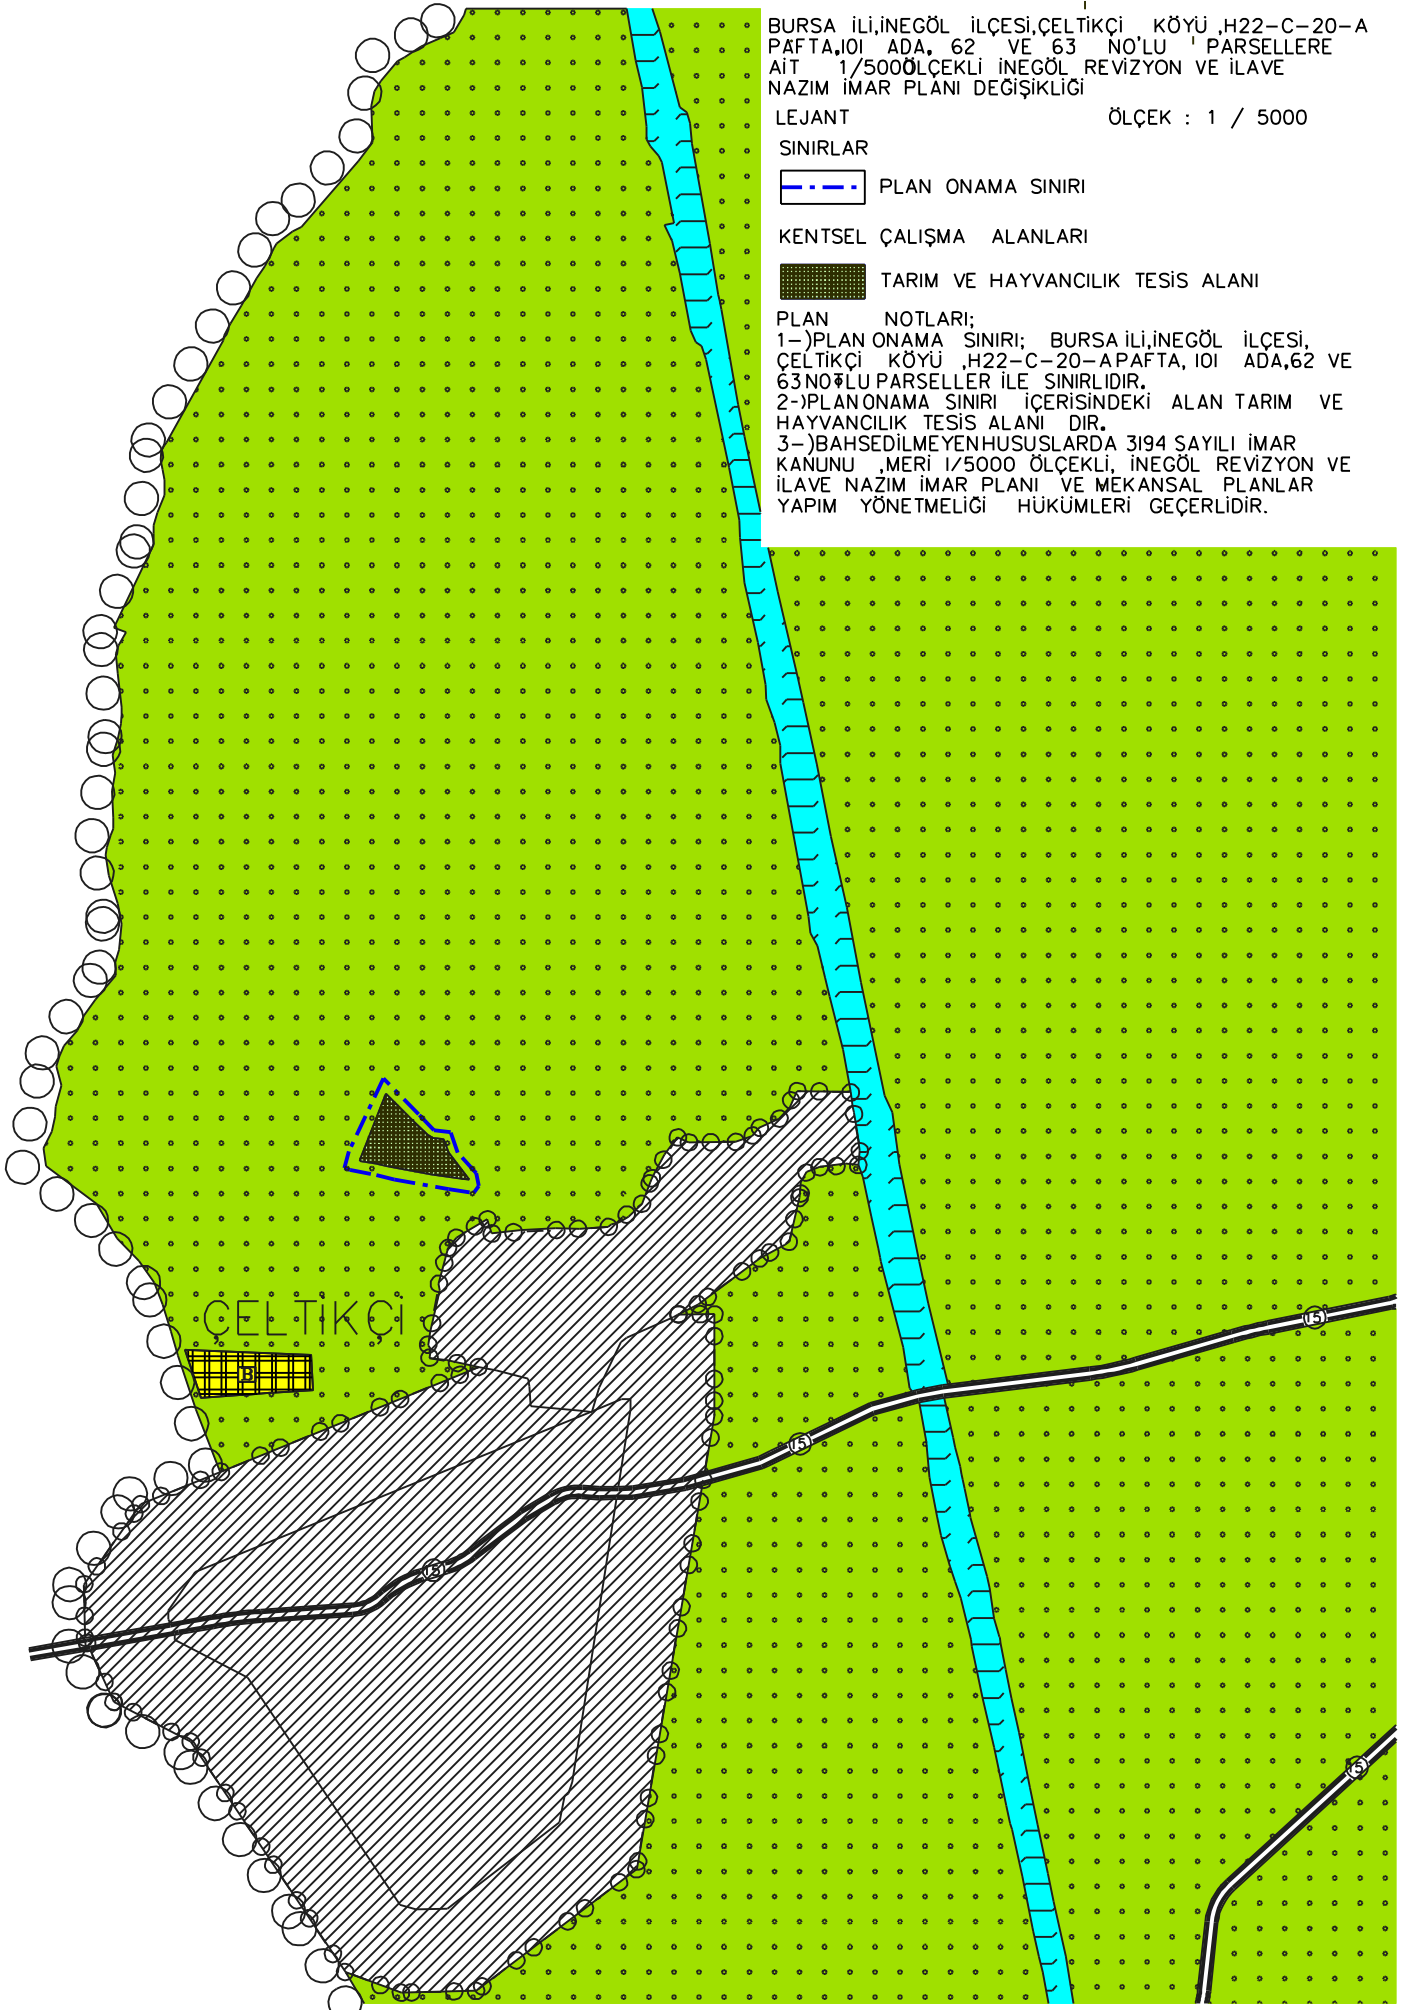 BURSA İLİ,İNEGÖL İLÇESİ,ÇELTİKÇİ KÖYÜ ,H22-C-20-A
PAFTA,101 ADA, 62 VE 63 NO'LU PARSELLERE
AİT 1/5000ÖLÇEKLİ İNEGÖL REVİZYON VE İLAVE
NAZIM İMAR PLANI DEĞİŞİKLİĞİ
LEJANT ÖLÇEK : 1 / 5000
SINIRLAR
PLAN ONAMA SINIRI
KENTSEL ÇALIŞMA ALANLARI
TARIM VE HAYVANCILIK TESİS ALANI
PLAN NOTLARI;
1-)PLAN ONAMA SINIRI; BURSA İLİ,İNEGÖL İLÇESİ,
ÇELTİKÇİ KÖYÜ ,H22-C-20-A PAFTA, 101 ADA,62 VE
63 NO'LU PARSELLER İLE SINIRLIDIR.
2-)PLAN ONAMA SINIRI İÇERİSİNDEKİ ALAN TARIM VE
HAYVANCILIK TESİS ALANI DIR.
3-)BAHSEDİLMEYEN HUSUSLARDA 3194 SAYILI İMAR
KANUNU ,MERİ 1/5000 ÖLÇEKLİ, İNEGÖL REVİZYON VE
İLAVE NAZIM İMAR PLANI VE MEKANSAL PLANLAR
YAPIM YÖNETMELİĞİ HÜKÜMLERİ GEÇERLİDİR.
ÇELTİKÇİ
15
B
15
15
15